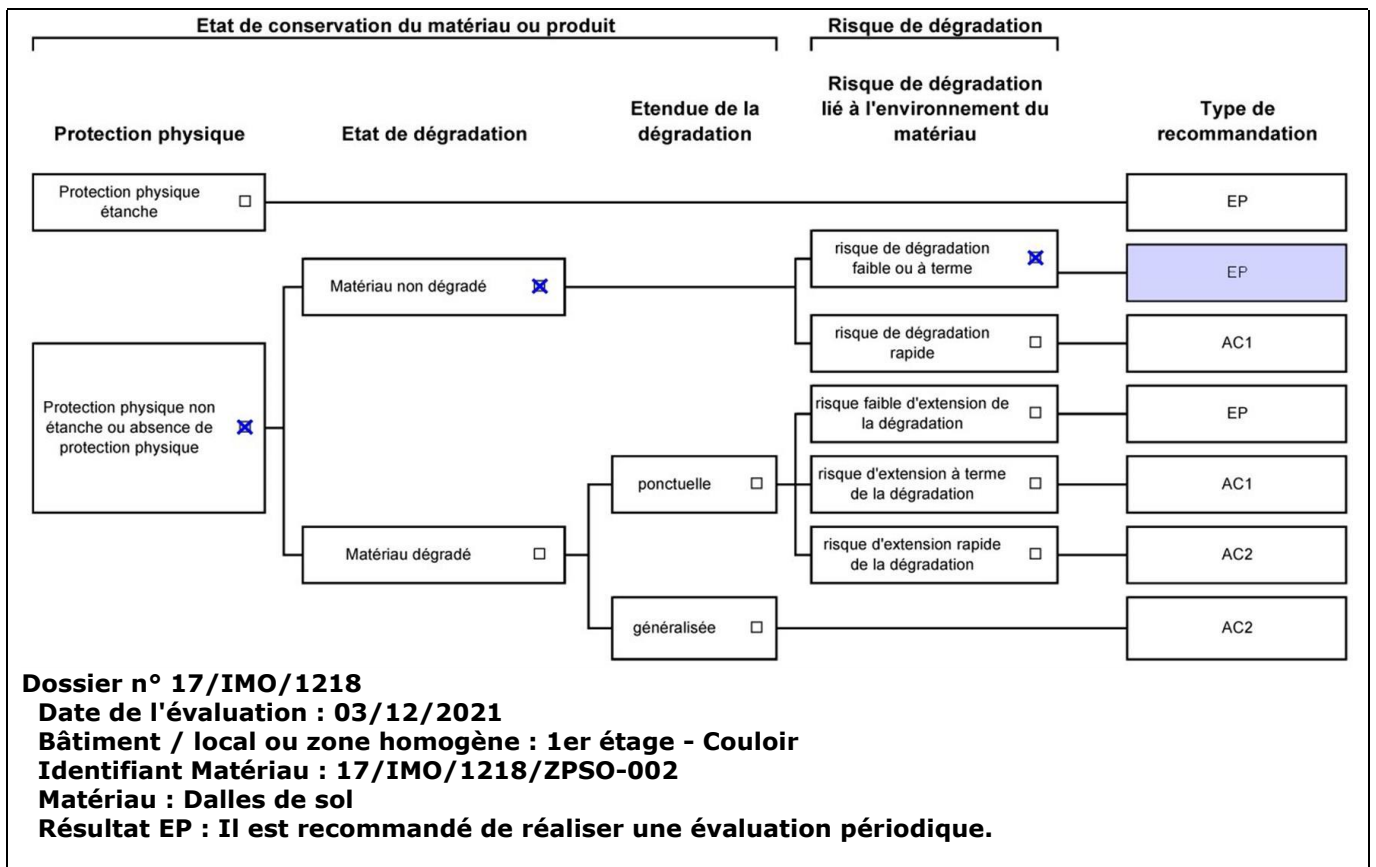 Etat de conservation du matériau ou produit
Risque de dégradation
Protection physique
Etat de dégradation
Etendue de la
dégradation
Risque de dégradation
lié à l'environnement du
matériau
Type de
recommandation
Protection physique
étanche
EP
risque de dégradation
faible ou à terme
EP
Matériau non dégradé
risque de dégradation
rapide
AC1
Protection physique non
étanche ou absence de
protection physique
risque faible d'extension de
la dégradation
EP
ponctuelle
risque d'extension à terme
de la dégradation
AC1
Matériau dégradé
risque d'extension rapide
de la dégradation
AC2
généralisée
AC2
Dossier n° 17/IMO/1218
Date de l'évaluation : 03/12/2021
Bâtiment / local ou zone homogène : 1er étage - Couloir
Identifiant Matériau : 17/IMO/1218/ZPSO-002
Matériau : Dalles de sol
Résultat EP : Il est recommandé de réaliser une évaluation périodique.